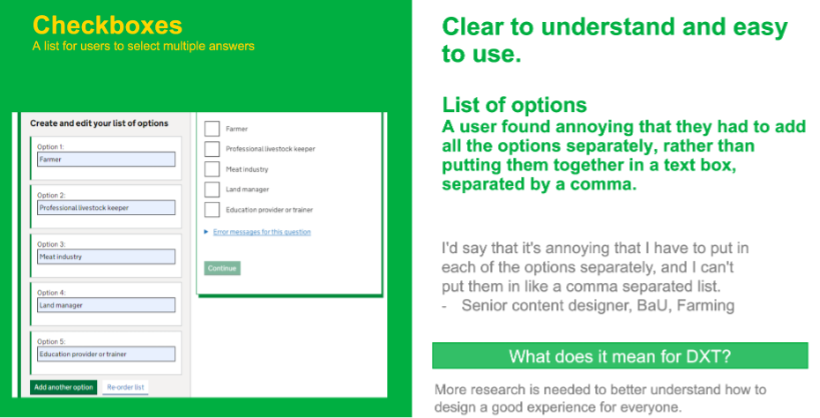 Checkboxes
A list for users to select multiple answers
Create and edit your list of options
Option 1:
Farmer
Option 2:
Professional livestock keeper
Option 3:
Meat industry
Option 4:
Land manager
Option 5:
Education provider or trainer
Add another option
Re-order list
Farmer
Professional livestock keeper
Meat industry
Land manager
Education provider or trainer
Error messages for this question
Continue
Clear to understand and easy
to use.
List of options
A user found annoying that they had to add
all the options separately, rather than
putting them together in a text box,
separated by a comma.
I'd say that it's annoying that I have to put in
each of the options separately, and I can't
put them in like a comma separated list.
- Senior content designer, BaU, Farming
What does it mean for DXT?
More research is needed to better understand how to
design a good experience for everyone.